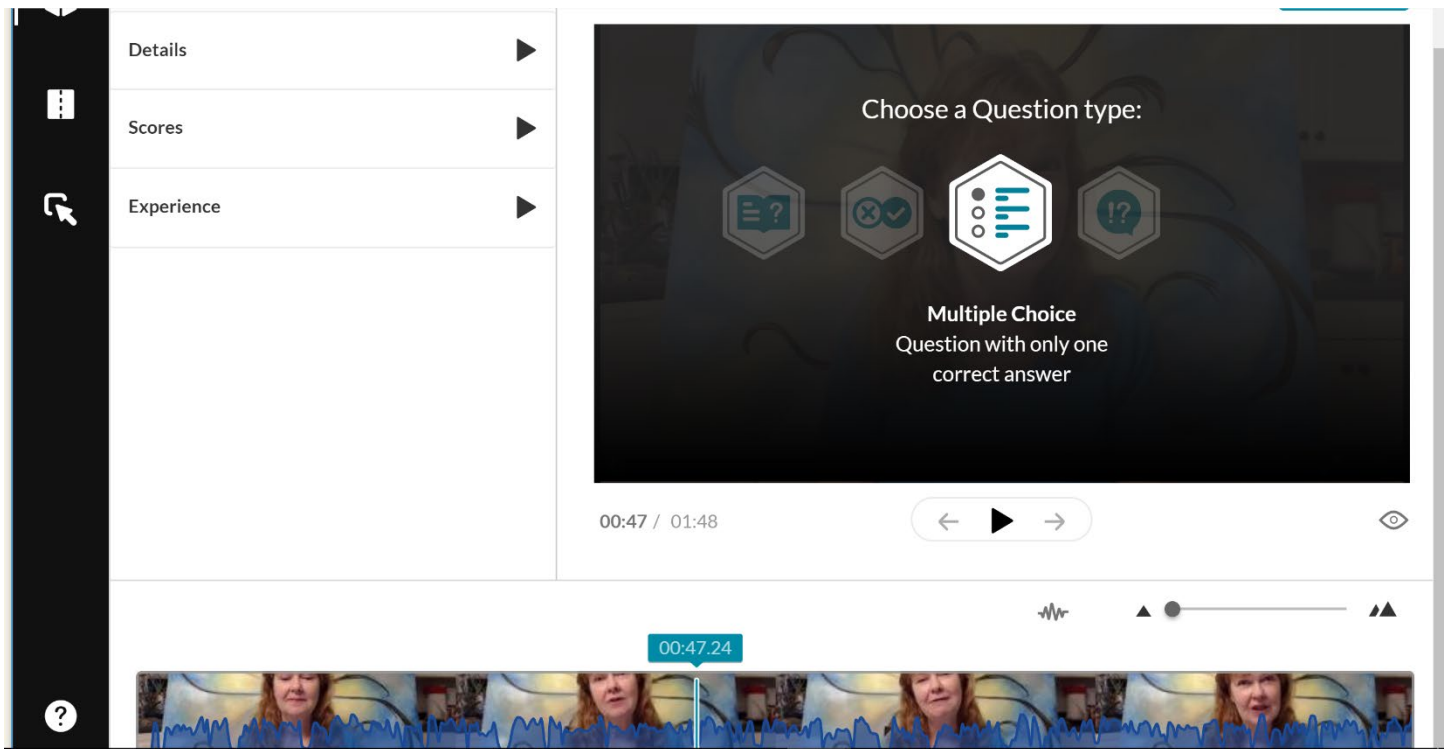 Details
Scores
Experience
Choose a Question type:
?
!?
Multiple Choice
Question with only one
correct answer
00:47 / 01:48
00:47.24
?